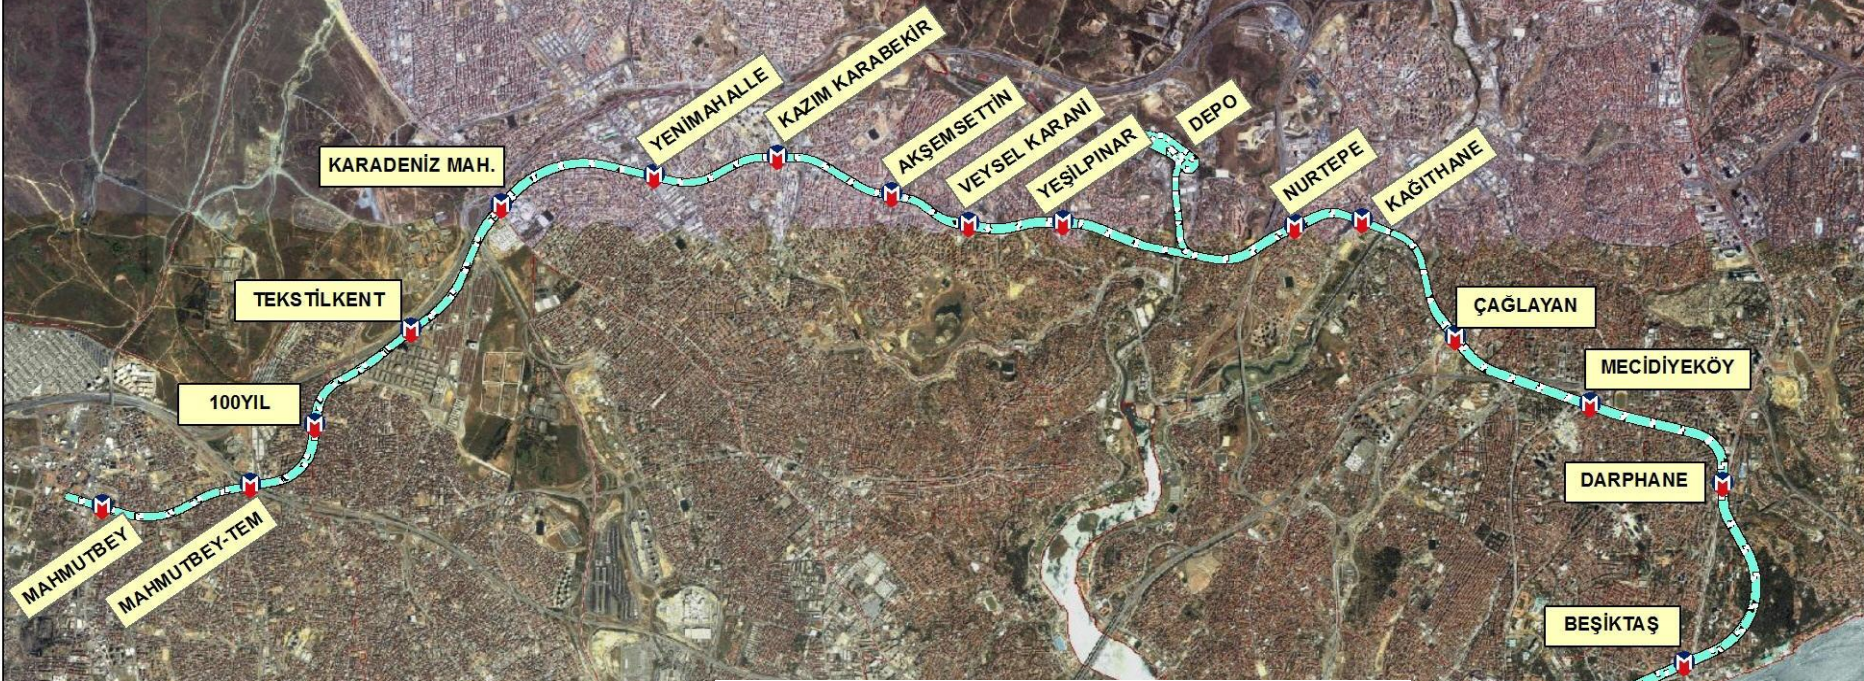 MAHMUTBEY
MAHMUTBEY-TEM
100YIL
TEKSTİLKENT
KARADENİZ MAH.
YENİMAHALLE
KAZIM KARABEKİR
AKŞEMSETTİN
VEYSEL KARANİ
YEŞİLPINAR
DEPO
NURTEPE
KAĞITHANE
ÇAĞLAYAN
MECİDİYEKÖY
DARPHANE
BEŞİKTAŞ